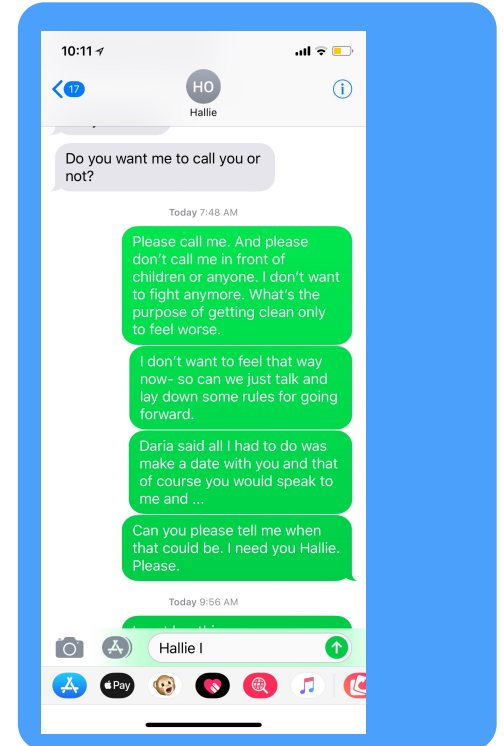 10:11
17
HO
Hallie
Do you want me to call you or
not?
Today 7:48 AM
Please call me. And please
don't call me in front of
children or anyone. I don't want
to fight anymore. What's the
purpose of getting clean only
to feel worse.
I don't want to feel that way
now- so can we just talk and
lay down some rules for going
forward.
Daria said all I had to do was
make a date with you and that
of course you would speak to
me and ...
Can you please tell me when
that could be. I need you Hallie.
Please.
Today 9:56 AM
Hallie I
Pay